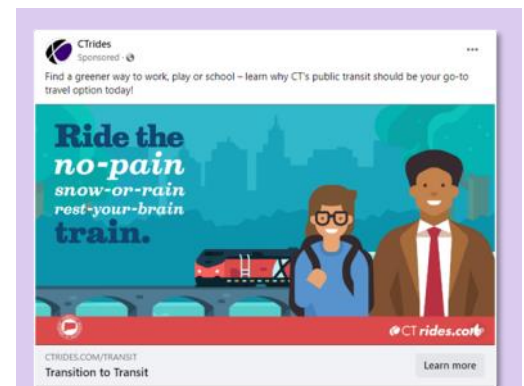 CTrides
Sponsored ·
Find a greener way to work, play or school – learn why CT's public transit should be your go-to
travel option today!
Ride the
no-pain
snow-or-rain
rest-your-brain
train.
CTrides.com
CTRIDES.COM/TRANSIT
Transition to Transit
Learn more